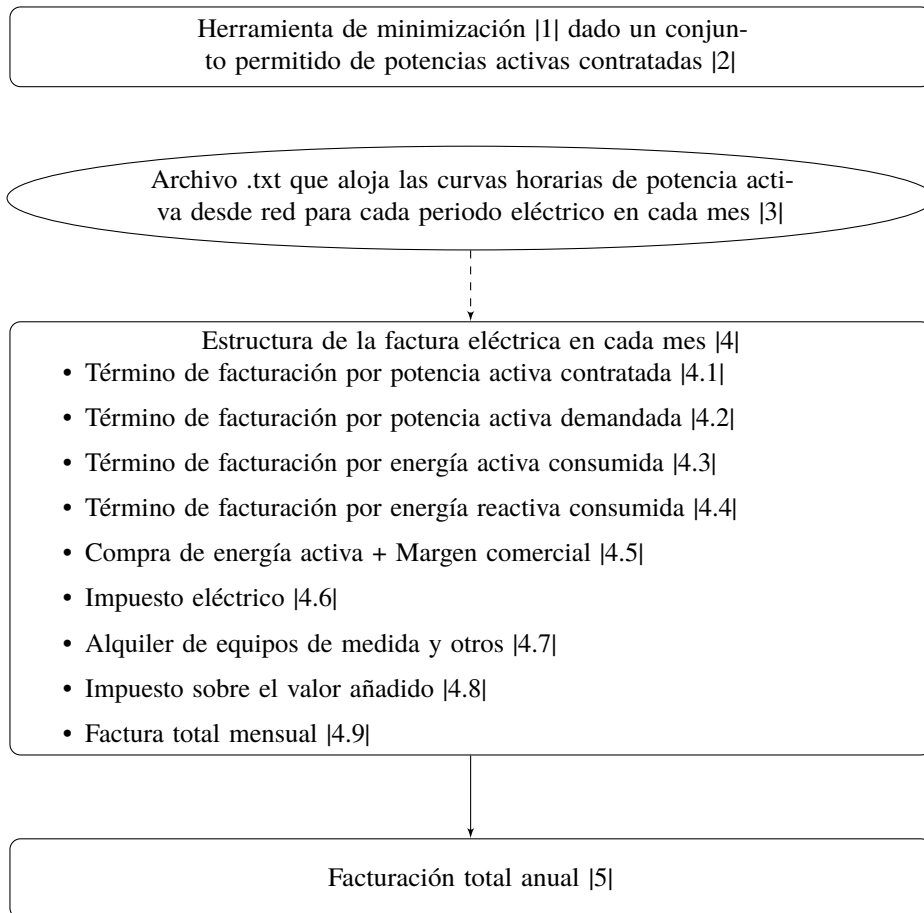 Herramienta de minimización |1| dado un conjun-
to permitido de potencias activas contratadas |2|
Archivo .txt que aloja las curvas horarias de potencia acti-
va desde red para cada periodo eléctrico en cada mes |3|
Estructura de la factura eléctrica en cada mes |4|
• Término de facturación por potencia activa contratada |4.1|
• Término de facturación por potencia activa demandada |4.2|
• Término de facturación por energía activa consumida |4.3|
• Término de facturación por energía reactiva consumida |4.4|
• Compra de energía activa + Margen comercial |4.5|
• Impuesto eléctrico |4.6|
• Alquiler de equipos de medida y otros |4.7|
• Impuesto sobre el valor añadido |4.8|
• Factura total mensual |4.9|
Facturación total anual |5|